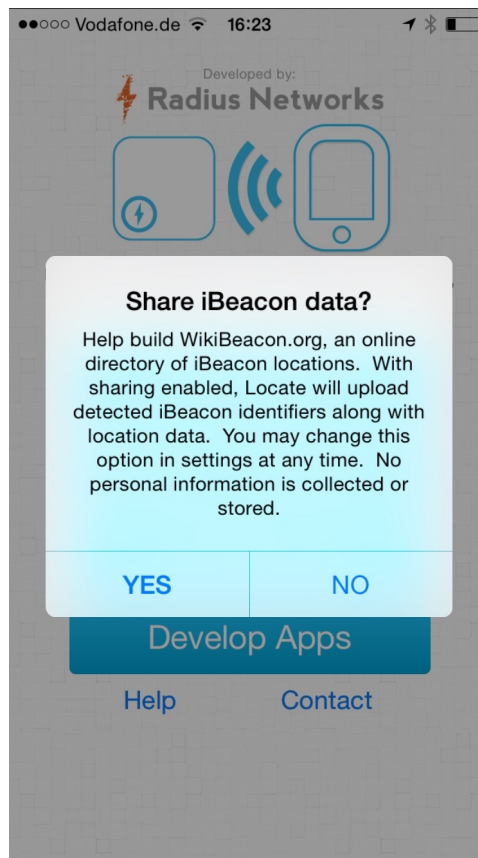 Vodafone.de 16:23
Developed by:
Radius Networks
Share iBeacon data?
Help build WikiBeacon.org, an online
directory of iBeacon locations. With
sharing enabled, Locate will upload
detected iBeacon identifiers along with
location data. You may change this
option in settings at any time. No
personal information is collected or
stored.
YES NO
Develop Apps
Help Contact